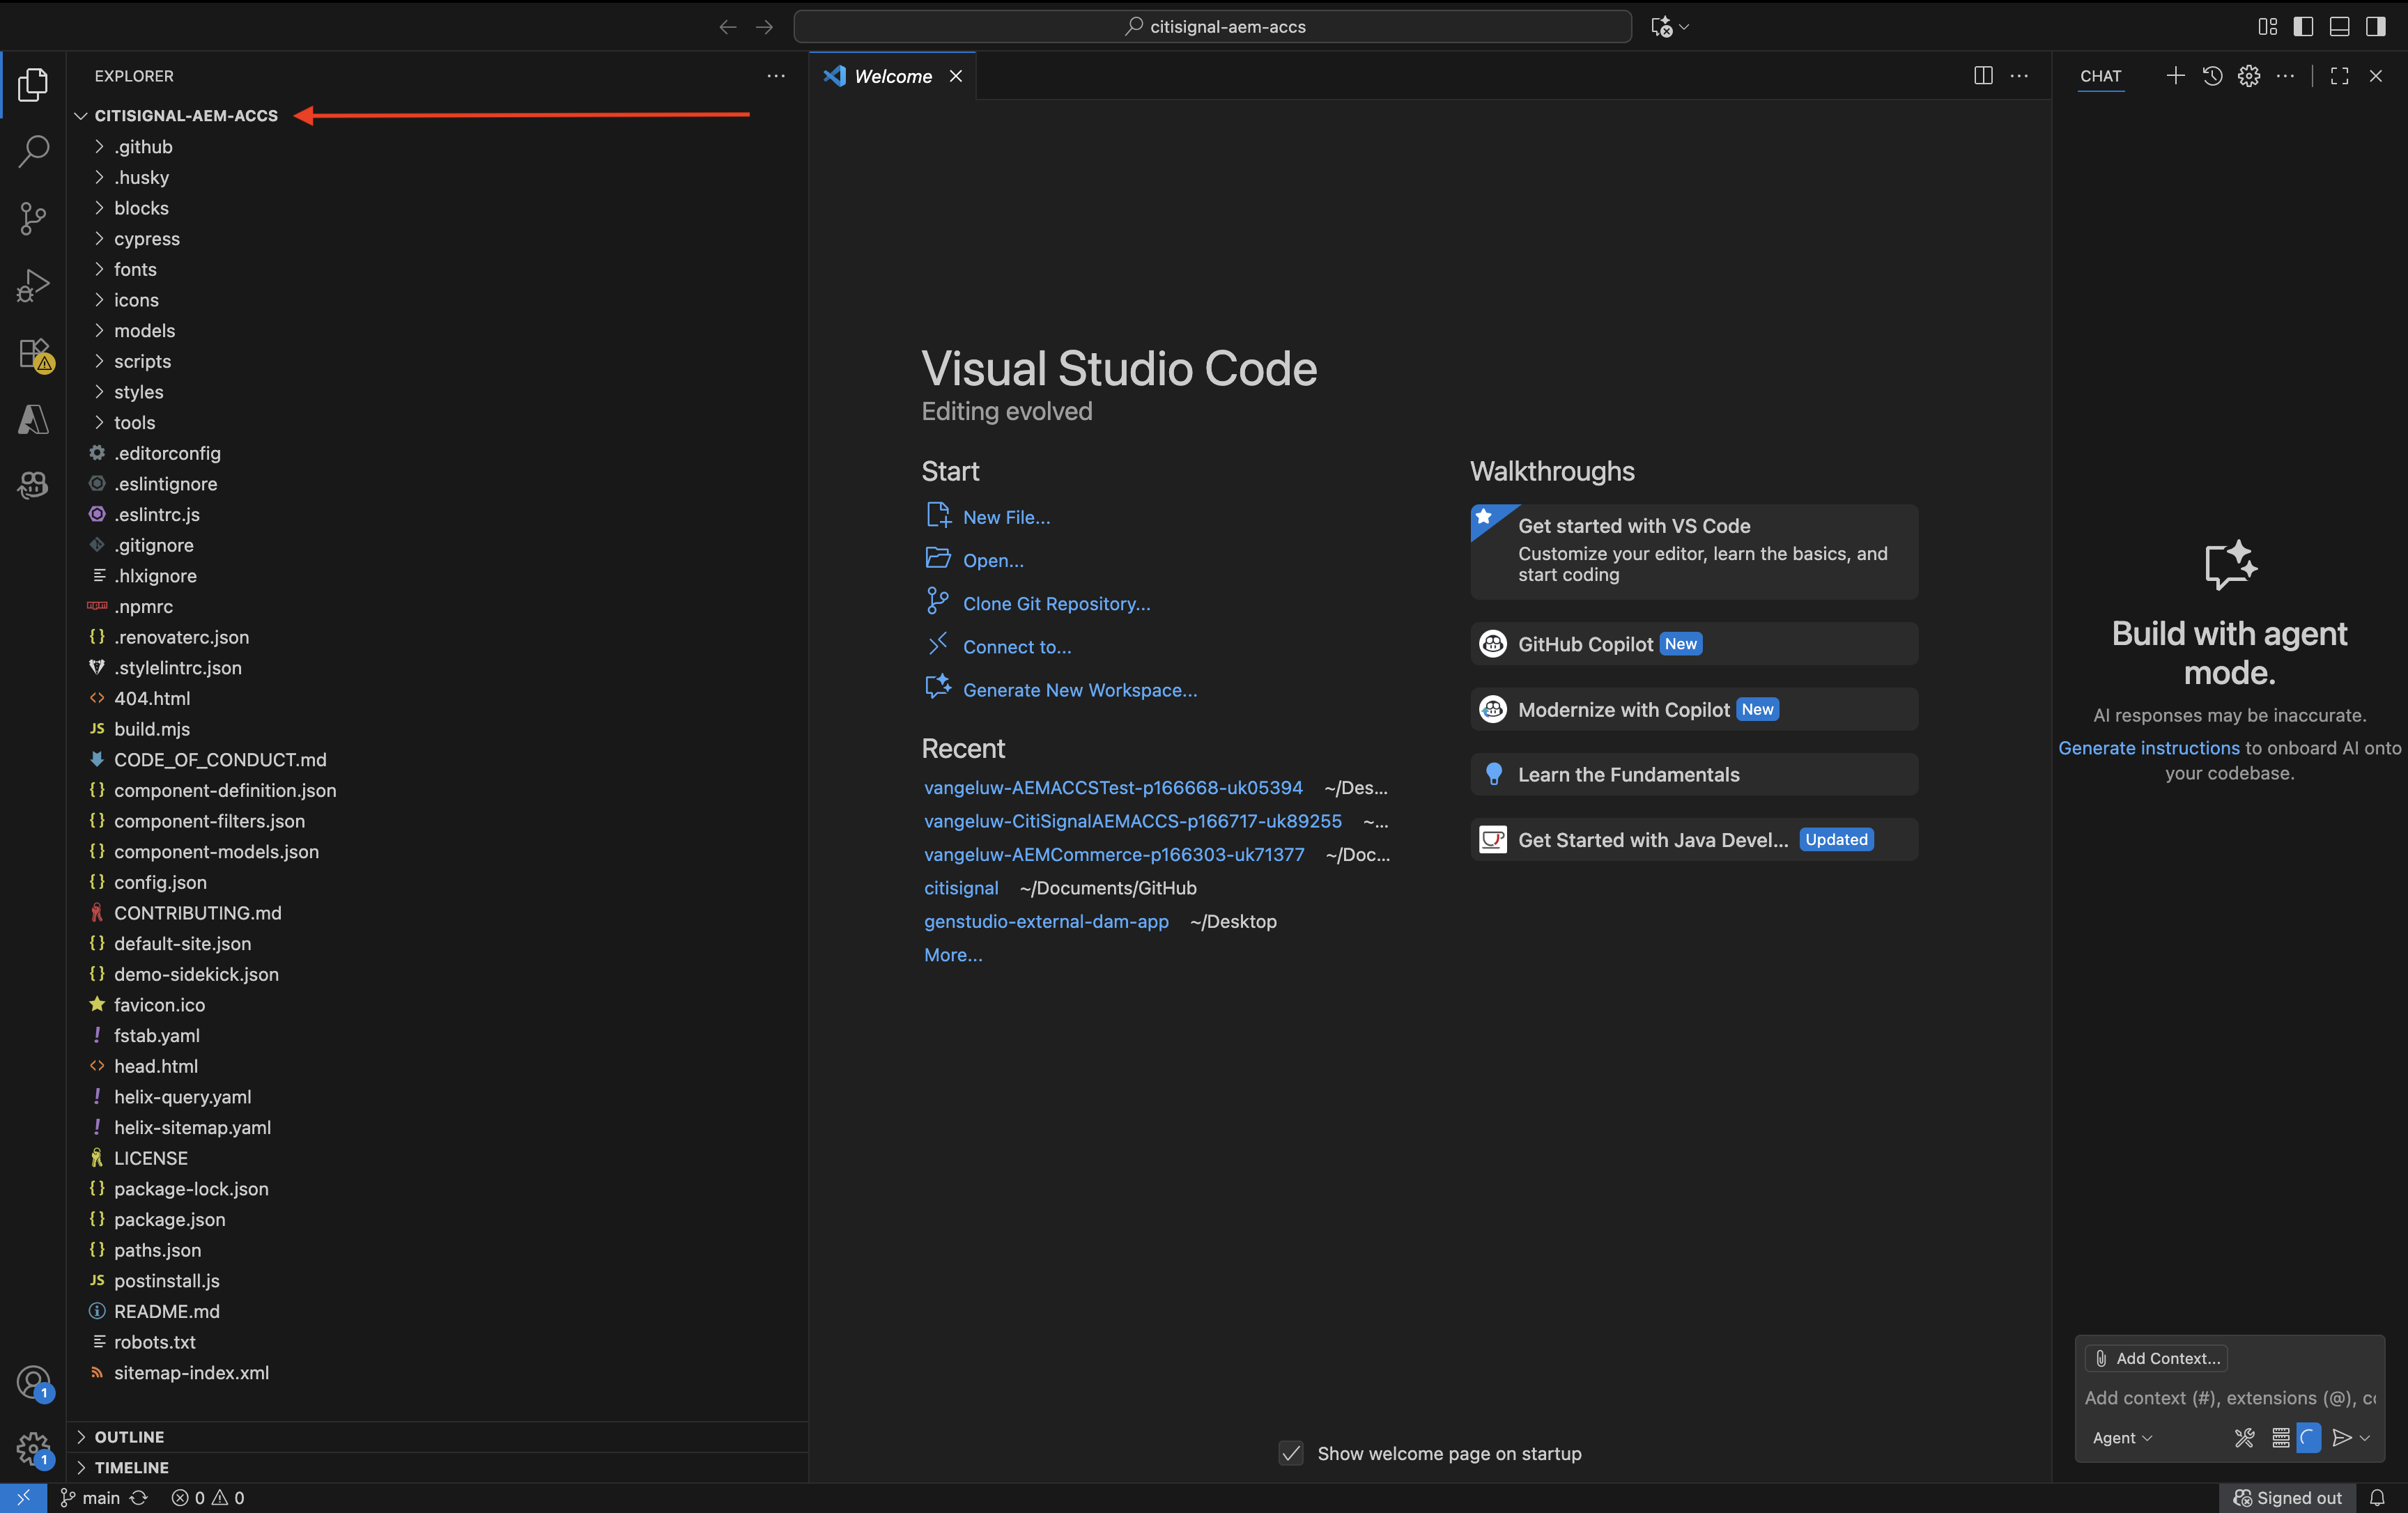 citisignal-aem-accs
EXPLORER
CITISIGNAL-AEM-ACCS
.github
.husky
blocks
cypress
fonts
icons
models
scripts
styles
tools
.editorconfig
.eslintignore
.eslintrc.js
.gitignore
.hlxignore
.npmrc
.renovaterc.json
.stylelintrc.json
404.html
JS build.mjs
CODE_OF_CONDUCT.md
{} component-definition.json
{} component-filters.json
{} component-models.json
{} config.json
CONTRIBUTING.md
{} default-site.json
{} demo-sidekick.json
favicon.ico
! fstab.yaml
<> head.html
! helix-query.yaml
! helix-sitemap.yaml
LICENSE
{} package-lock.json
{} package.json
{} paths.json
JS postinstall.js
README.md
robots.txt
sitemap-index.xml
OUTLINE
TIMELINE
Welcome
Visual Studio Code
Editing evolved
Start
New File...
Open...
Clone Git Repository...
Connect to...
Generate New Workspace...
Recent
vangeluw-AEMACCSTest-p166668-uk05394 ~/Des...
vangeluw-CitiSignalAEMACCS-p166717-uk89255 ~...
vangeluw-AEMCommerce-p166303-uk71377 ~/Doc...
citisignal ~/Documents/GitHub
genstudio-external-dam-app ~/Desktop
More...
Walkthroughs
Get started with VS Code
Customize your editor, learn the basics, and
start coding
GitHub Copilot New
Modernize with Copilot New
Learn the Fundamentals
Get Started with Java Devel... Updated
Show welcome page on startup
CHAT
Build with agent
mode.
AI responses may be inaccurate.
Generate instructions to onboard AI onto
your codebase.
Add Context...
Add context (#), extensions (@), co
Agent
1
1
main
0
0
Signed out